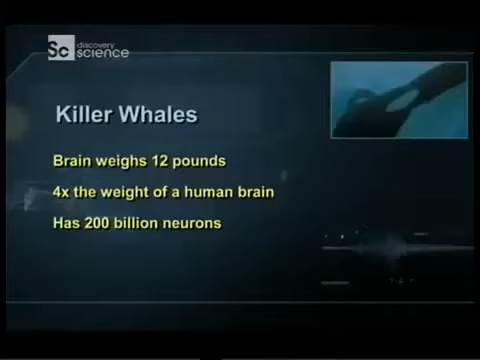 Sc discovery
science
Killer Whales
Brain weighs 12 pounds
4x the weight of a human brain
Has 200 billion neurons